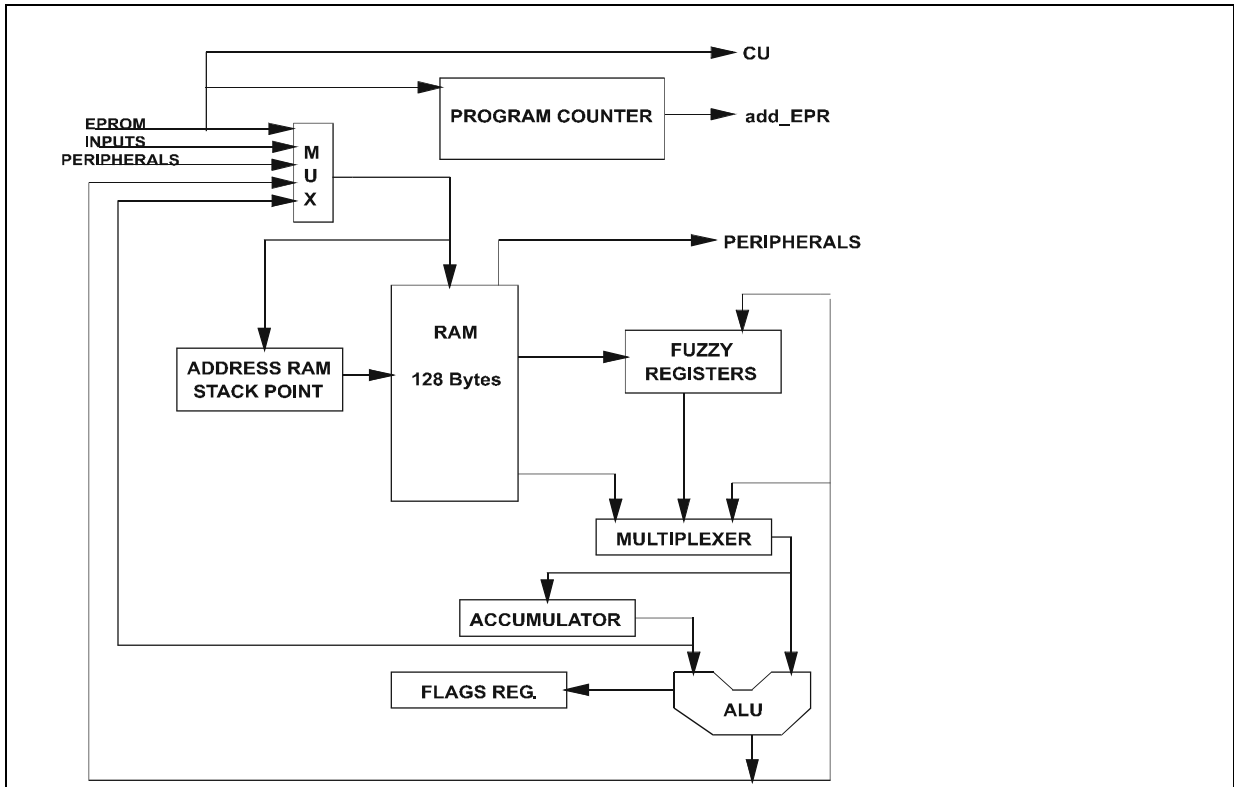 CU
PROGRAM COUNTER
add_EPR
EPROM
INPUTS
PERIPHERALS
M
U
X
PERIPHERALS
RAM
128 Bytes
FUZZY
REGISTERS
ADDRESS RAM
STACK POINT
MULTIPLEXER
ACCUMULATOR
FLAGS REG.
ALU